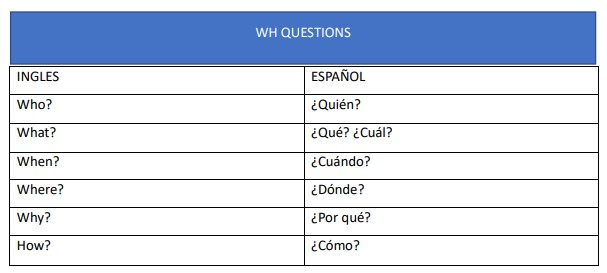 WH QUESTIONS
INGLES ESPAÑOL
Who? ¿Quién?
What? ¿Qué? ¿Cuál?
When? ¿Cuándo?
Where? ¿Dónde?
Why? ¿Por qué?
How? ¿Cómo?